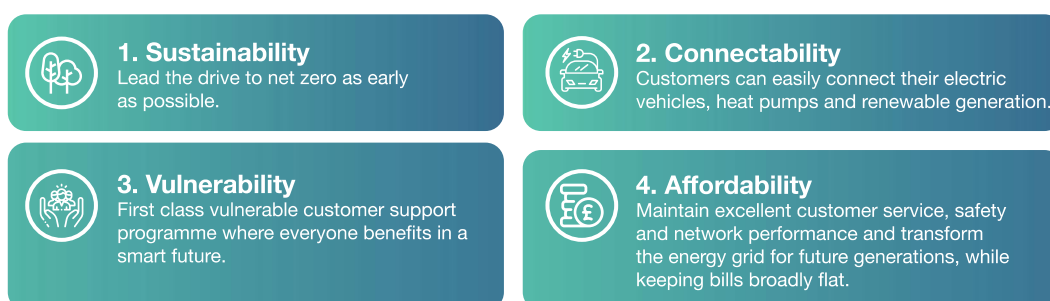 1. Sustainability
Lead the drive to net zero as early
as possible.
2. Connectability
Customers can easily connect their electric
vehicles, heat pumps and renewable generation.
3. Vulnerability
First class vulnerable customer support
programme where everyone benefits in a
smart future.
4. Affordability
Maintain excellent customer service, safety
and network performance and transform
the energy grid for future generations, while
keeping bills broadly flat.
£